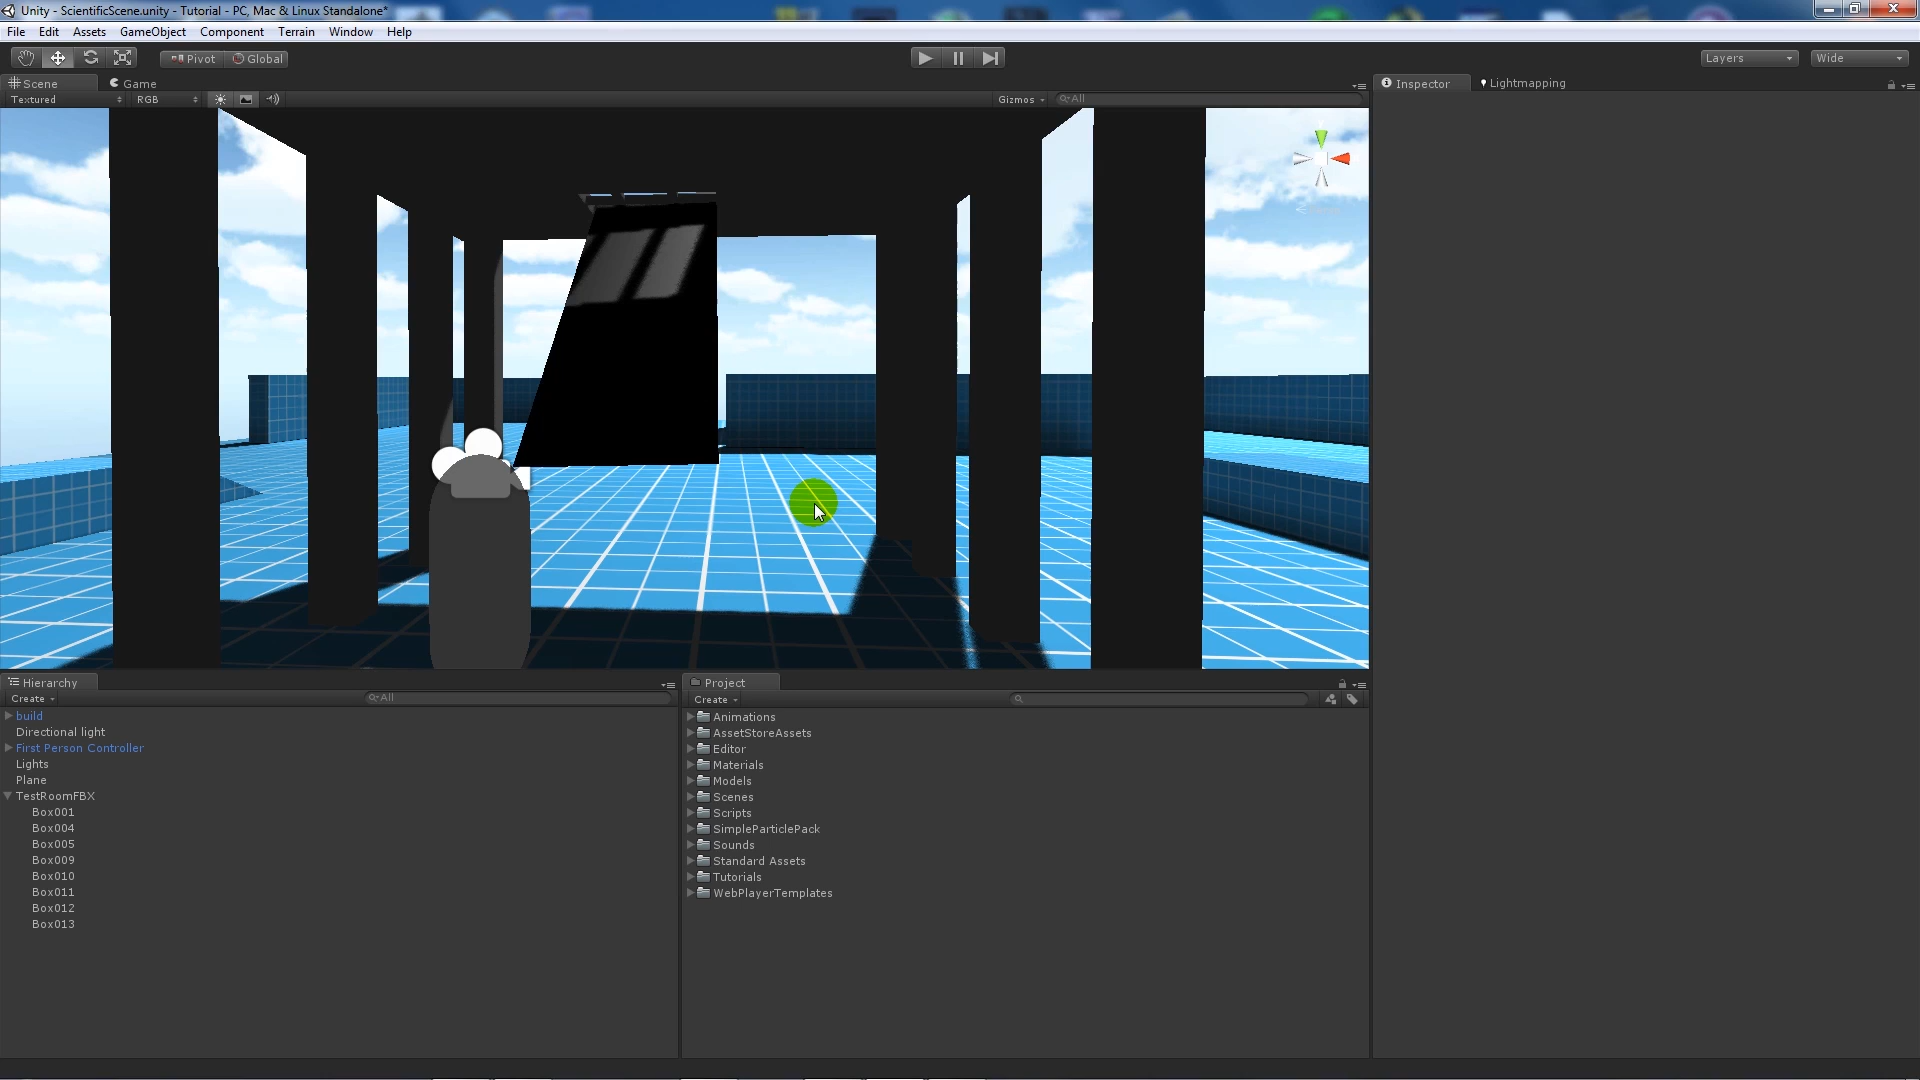 Unity - ScientificScene.unity - Tutorial - PC, Mac & Linux Standalone*
File Edit Assets GameObject Component Terrain Window Help
Pivot Global Layers Wide
Scene Game Inspector Lightmapping
Textured RGB Gizmos All
Hierarchy
Create All
build
Directional light
First Person Controller
Lights
Plane
TestRoomFBX
Box001
Box004
Box005
Box009
Box010
Box011
Box012
Box013
Project
Create
Animations
AssetStoreAssets
Editor
Materials
Models
Scenes
Scripts
SimpleParticlePack
Sounds
Standard Assets
Tutorials
WebPlayerTemplates